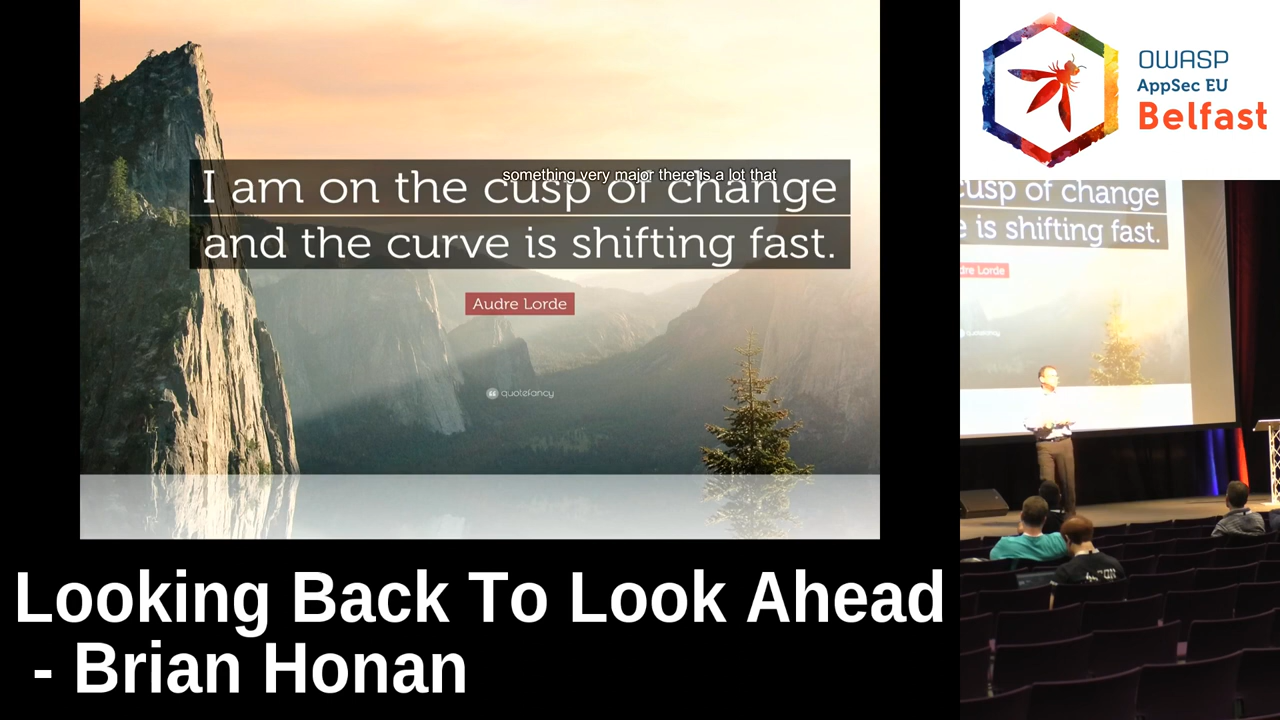 something very major there is a lot that
I am on the cusp of change
and the curve is shifting fast.
Audre Lorde
quotefancy
OWASP
AppSec EU
Belfast
cusp of change
e is shifting fast.
dre Lorde
quotefancy
Looking Back To Look Ahead
- Brian Honan